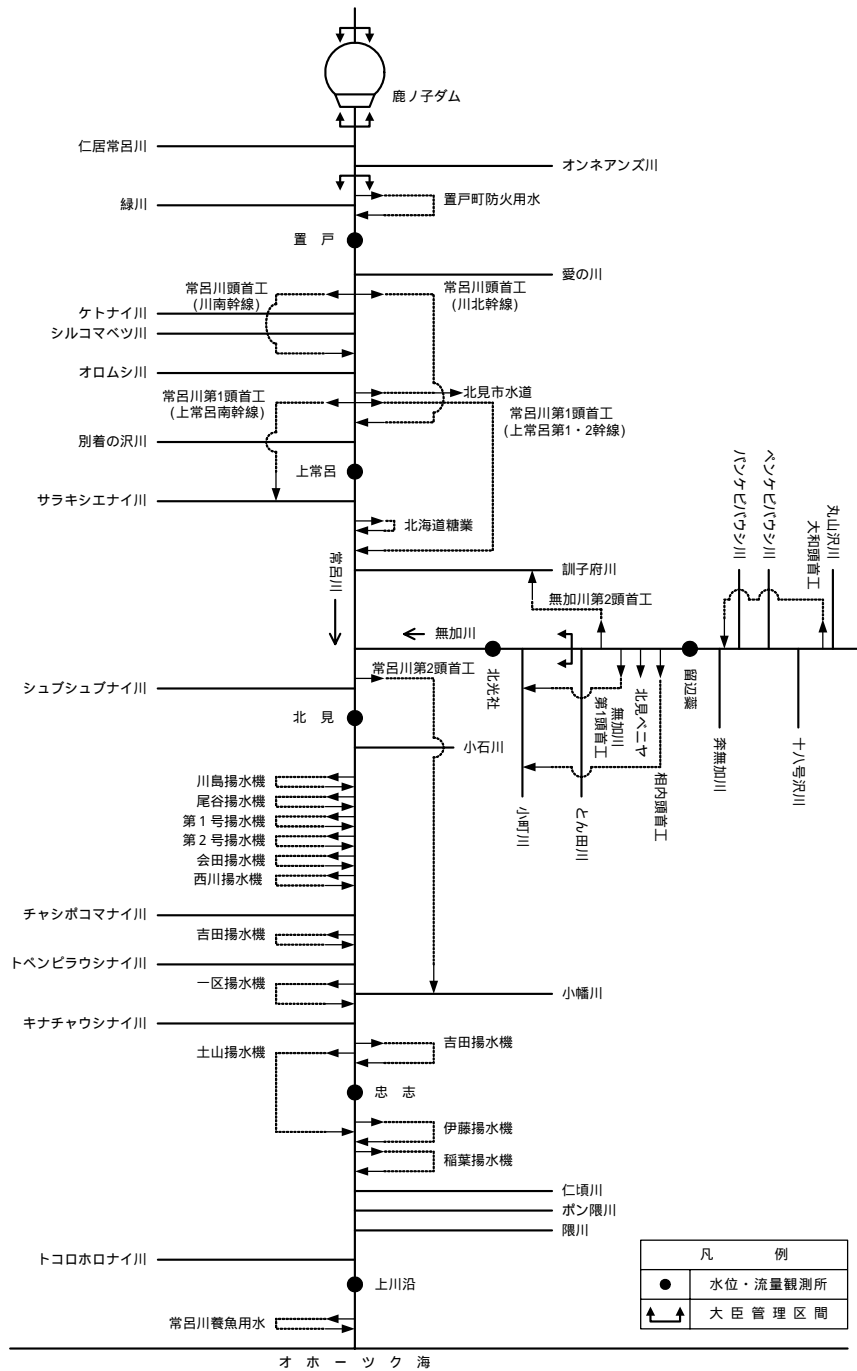 鹿ノ子ダム
仁居常呂川
オンネアンズ川
置戸町防火用水
緑川
置 戸
愛の川
常呂川頭首工
(川南幹線)
常呂川頭首工
(川北幹線)
ケトナイ川
シルコマベツ川
オロムシ川
北見市水道
常呂川第1頭首工
(上常呂南幹線)
常呂川第1頭首工
(上常呂第1・2幹線)
別着の沢川
上常呂
サラキシエナイ川
北海道糖業
常呂川
訓子府川
無加川第2頭首工
パンケビバウシ川
ペンケビバウシ川
大和頭首工
丸山沢川
無加川
北光社
留辺蘂
常呂川第2頭首工
無加川
第1頭首工
北見ベニヤ
相内頭首工
奔無加川
十八号沢川
小町川
とん田川
シュブシュブナイ川
北 見
小石川
川島揚水機
尾谷揚水機
第1号揚水機
第2号揚水機
会田揚水機
西川揚水機
チャシポコマナイ川
吉田揚水機
トペンピラウシナイ川
一区揚水機
小幡川
キナチャウシナイ川
吉田揚水機
土山揚水機
忠 志
伊藤揚水機
稲葉揚水機
仁頃川
ポン隈川
隈川
トコロホロナイ川
上川沿
常呂川養魚用水
オ ホ ー ツ ク 海
凡 例
水位・流量観測所
大 臣 管 理 区 間